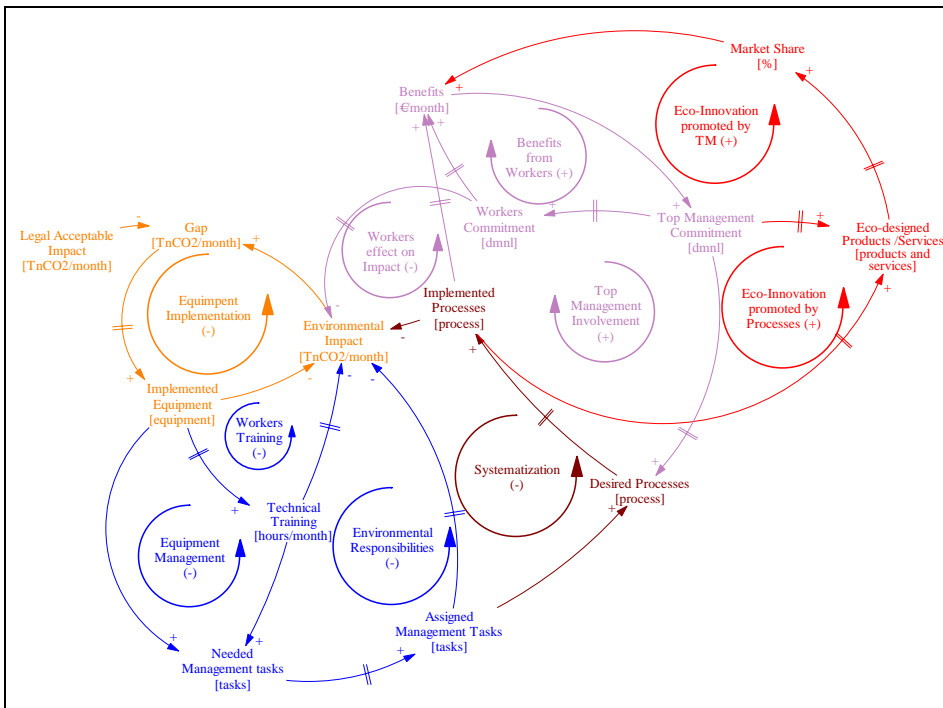 Market Share
[%]
Benefits
[€/month]
Eco-Innovation
promoted by
TM (+)
Benefits
from
Workers (+)
Workers
Commitment
[dmnl]
Top Management
Commitment
[dmnl]
Eco-designed
Products /Services
[products and
services]
Legal Acceptable
Impact
[TnCO2/month]
Gap
[TnCO2/month]
Workers
effect on
Impact (-)
Equimpent
Implementation
(-)
Environmental
Impact
[TnCO2/month]
Implemented
Processes
[process]
Top
Management
Involvement
(+)
Eco-Innovation
promoted by
Processes (+)
Implemented
Equipment
[equipment]
Workers
Training
(-)
Systematization
(-)
Desired Processes
[process]
Technical
Training
[hours/month]
Equipment
Management
(-)
Environmental
Responsibilities
(-)
Assigned
Management Tasks
[tasks]
Needed
Management tasks
[tasks]